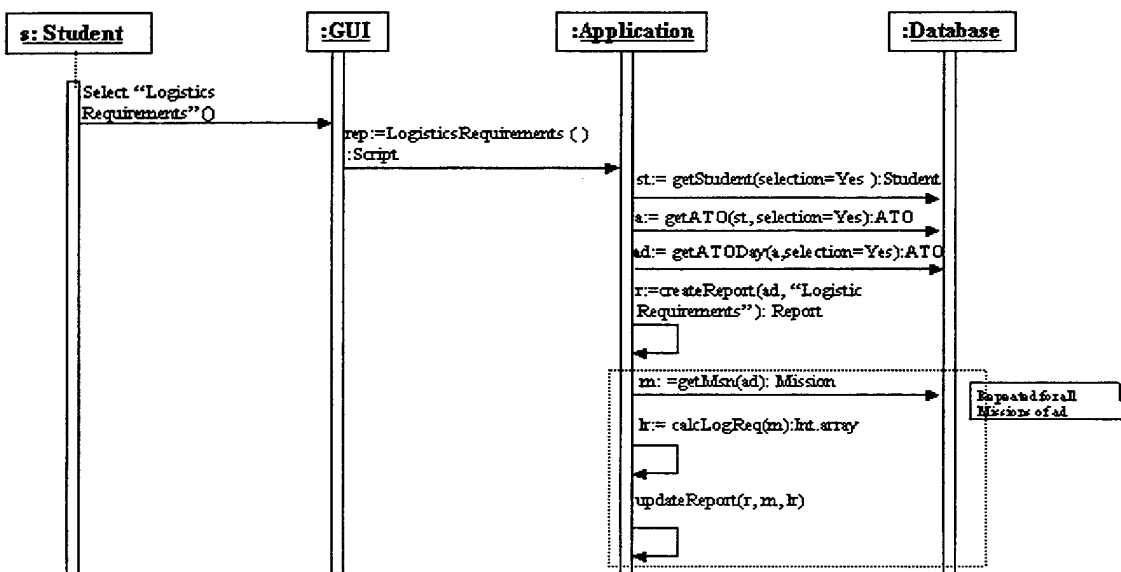 s: Student
:GUI
:Application
:Database
Select “Logistics
Requirements”()
rep:=LogisticsRequirements ( )
:Script
st:= getStudent(selection=Yes ):Student
a:= getATO(st, selection=Yes):ATO
ad:= getATODay(a,selection=Yes):ATO
r:=createReport(ad, “Logistic
Requirements”): Report
m: =getMsn(ad): Mission
Repeated for all
Missions of ad
lr:= calcLogReq(m):Int.array
updateReport(r, m, lr)